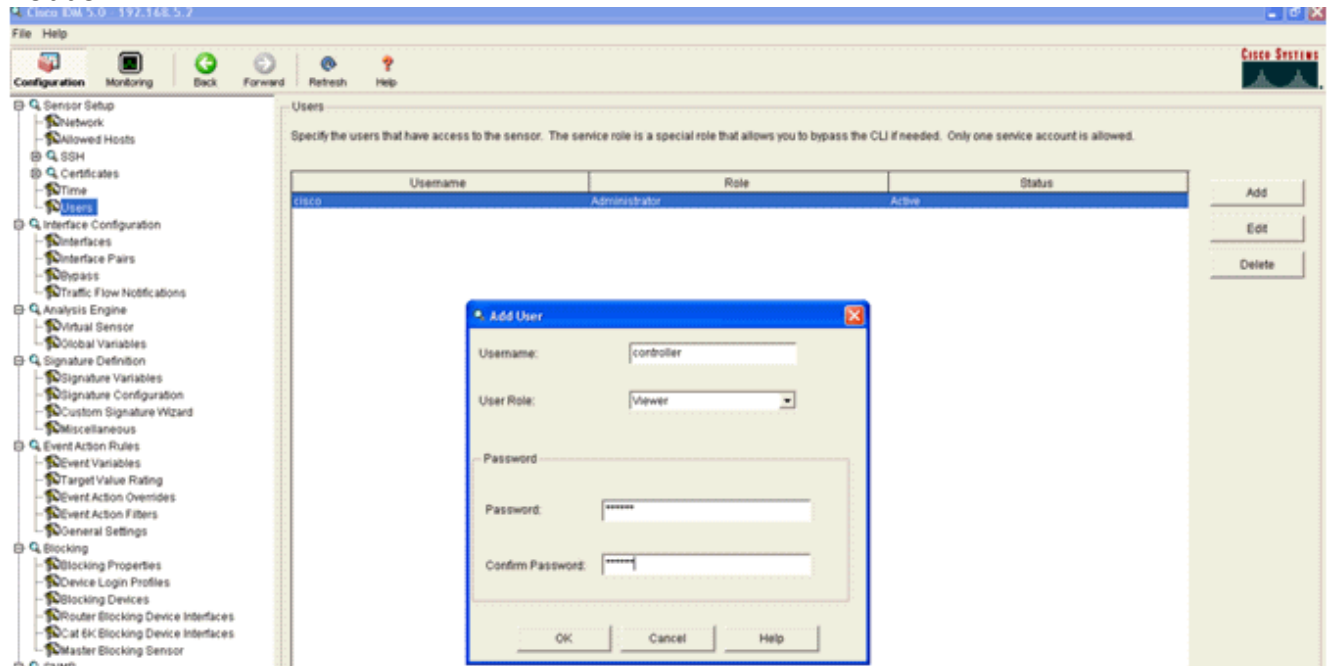 Cisco IDM 5.0 - 192.168.5.2
File Help
Configuration Monitoring Back Forward Refresh Help
CISCO SYSTEMS
Sensor Setup
Network
Allowed Hosts
SSH
Certificates
Time
Users
Interface Configuration
Interfaces
Interface Pairs
Bypass
Traffic Flow Notifications
Analysis Engine
Virtual Sensor
Global Variables
Signature Definition
Signature Variables
Signature Configuration
Custom Signature Wizard
Miscellaneous
Event Action Rules
Event Variables
Target Value Rating
Event Action Overrides
Event Action Filters
General Settings
Blocking
Blocking Properties
Device Login Profiles
Blocking Devices
Router Blocking Device Interfaces
Cat 6K Blocking Device Interfaces
Master Blocking Sensor
SNMP
Users
Specify the users that have access to the sensor. The service role is a special role that allows you to bypass the CLI if needed. Only one service account is allowed.
Username Role Status
cisco Administrator Active
Add
Edit
Delete
Add User
Username: controller
User Role: Viewer
Password
Password: ******
Confirm Password: ******
OK Cancel Help